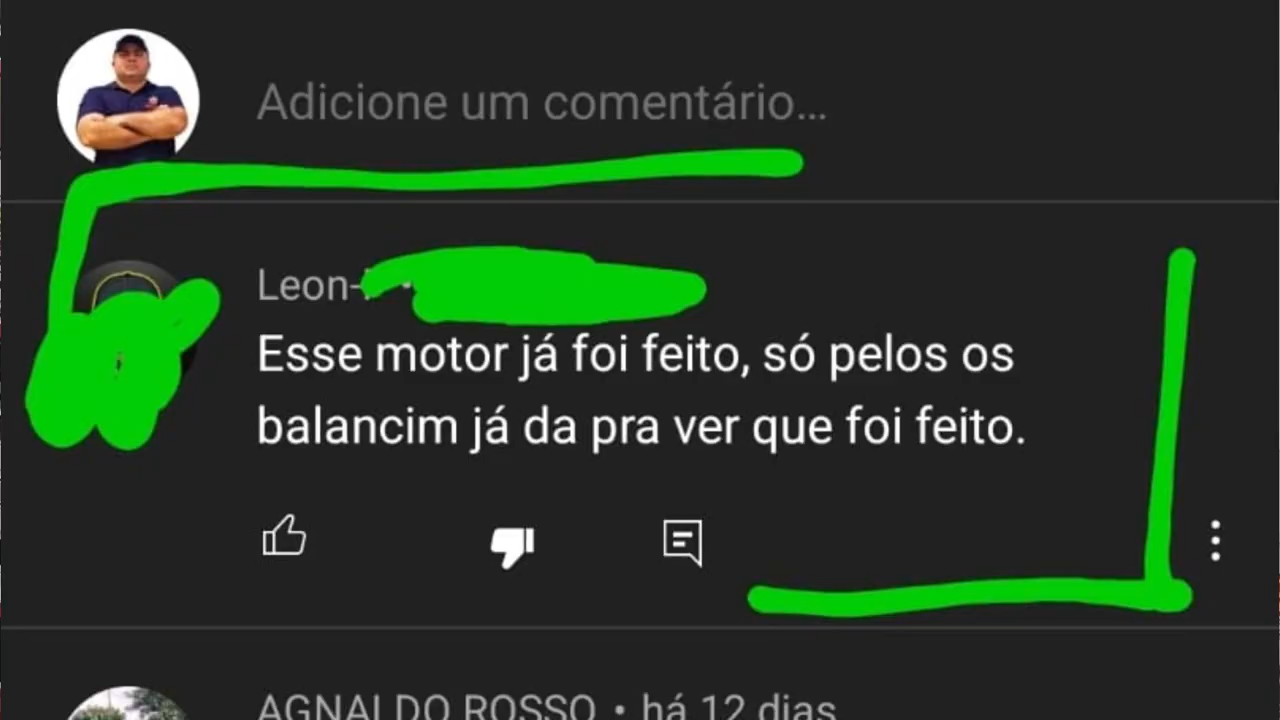 Adicione um comentário...
Leon-
Esse motor já foi feito, só pelos os
balancim já da pra ver que foi feito.
AGNALDO ROSSO • há 12 dias